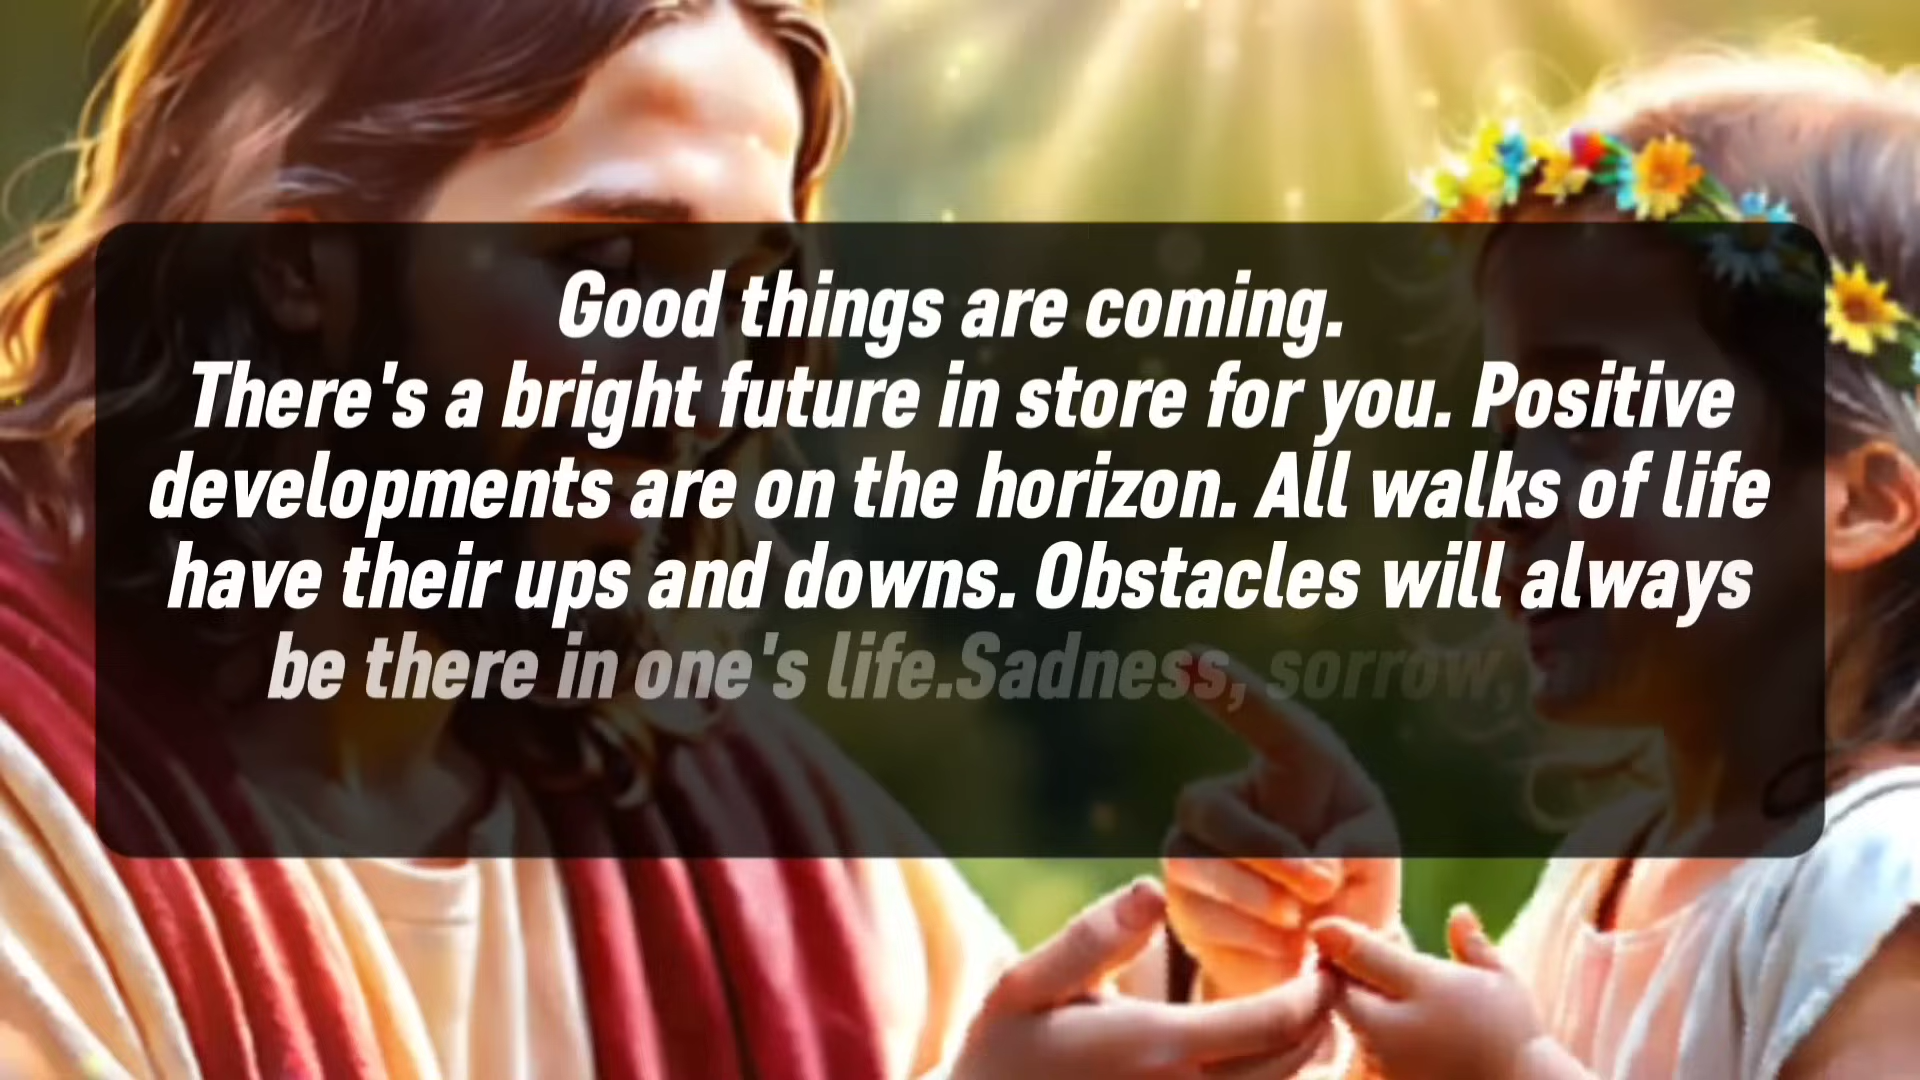 Good things are coming.
There's a bright future in store for you. Positive
developments are on the horizon. All walks of life
have their ups and downs. Obstacles will always
be there in one's life.Sadness, sorrow,